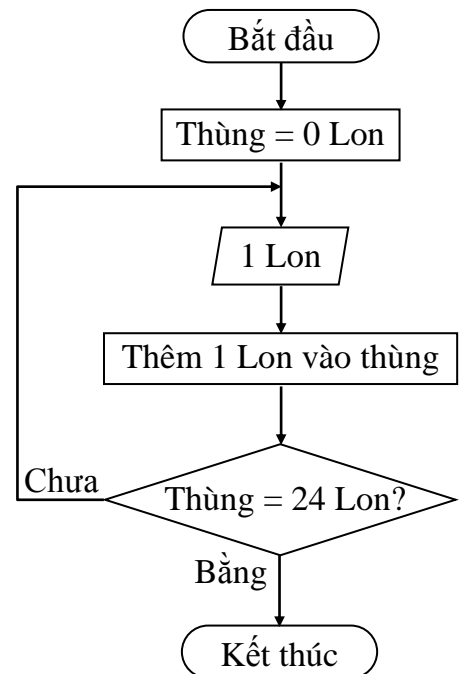 Bắt đầu
Thùng = 0 Lon
1 Lon
Thêm 1 Lon vào thùng
Chưa
Thùng = 24 Lon?
Bằng
Kết thúc